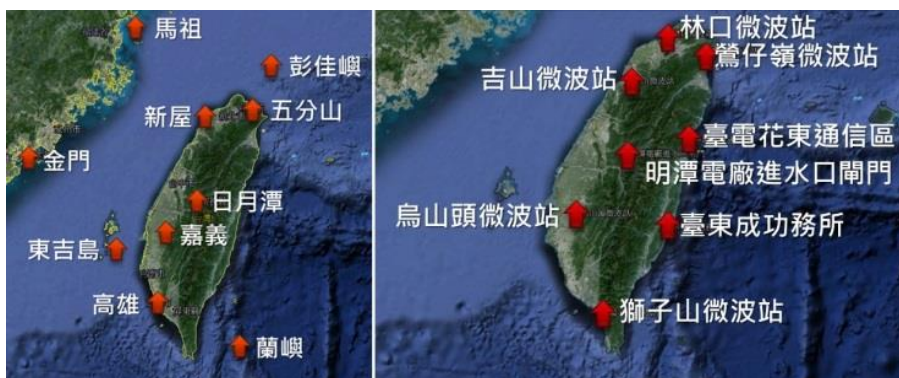 馬祖
彭佳嶼
新屋
五分山
金門
日月潭
嘉義
東吉島
高雄
蘭嶼
林口微波站
鶯仔嶺微波站
吉山微波站
臺電花東通信區
明潭電廠進水口閘門
烏山頭微波站
臺東成功務所
獅子山微波站